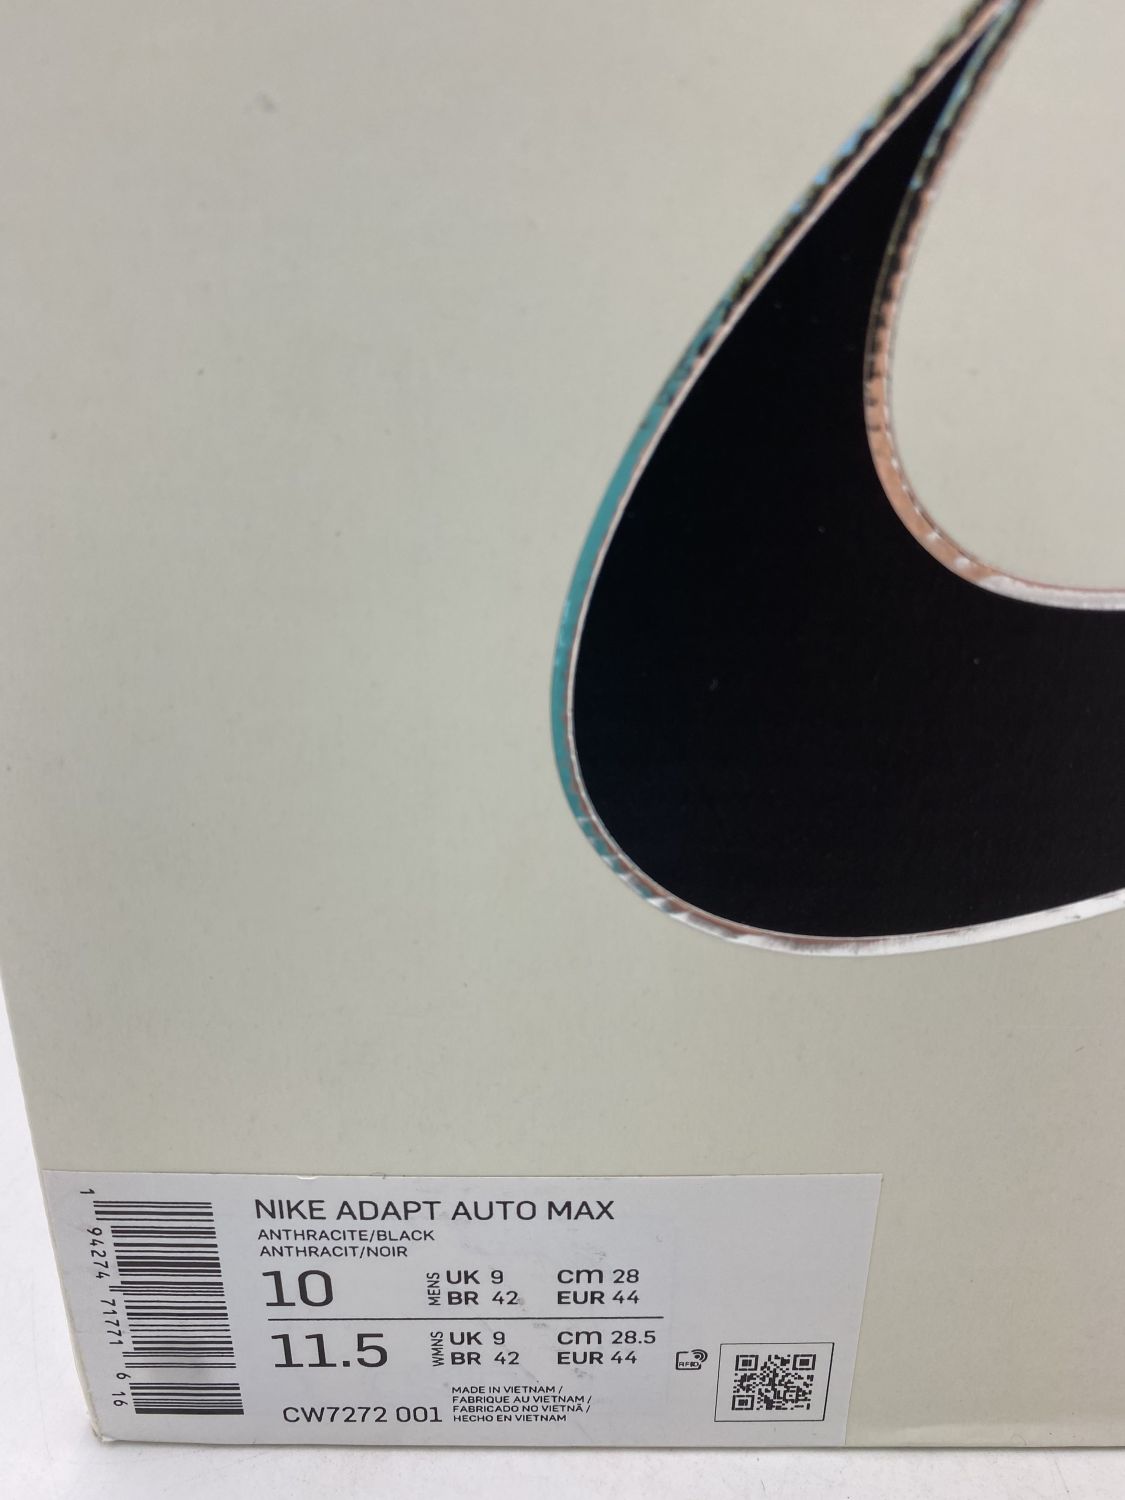 NIKE ADAPT AUTO MAX
ANTHRACITE/BLACK
ANTHRACIT/NOIR
10 MENS UK 9 cm 28
BR 42 EUR 44
11.5 WMNS UK 9 cm 28.5
BR 42 EUR 44
RFID
CW7272 001
MADE IN VIETNAM /
FABRIQUE AU VIETNAM /
FABRICADO NO VIETNÃ /
HECHO EN VIETNAM
1 94274 71771 6 16